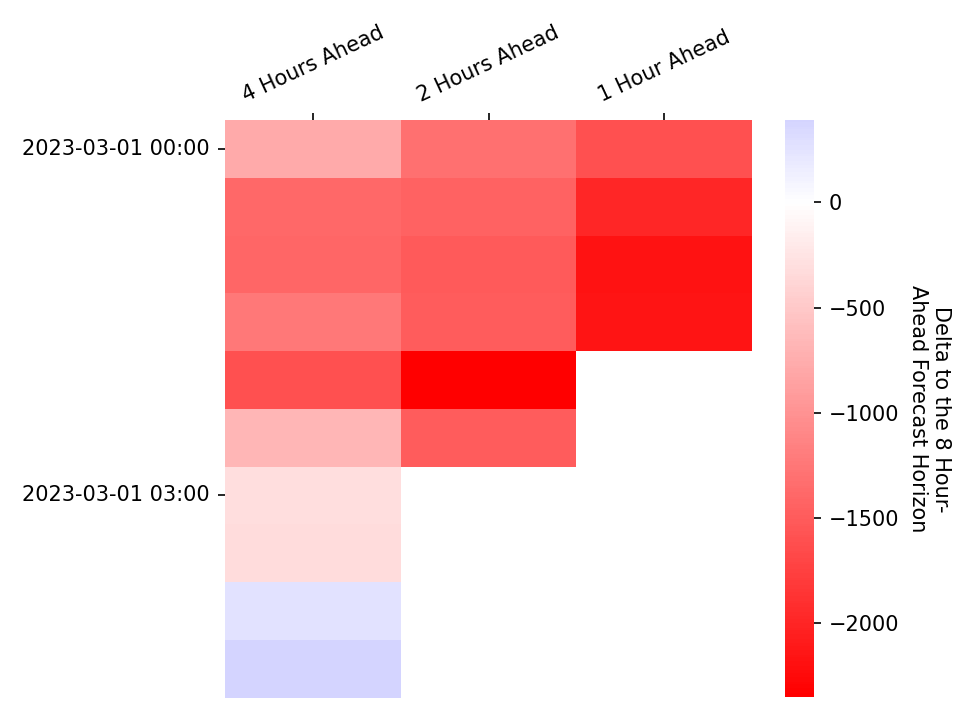 4 Hours Ahead
2 Hours Ahead
1 Hour Ahead
2023-03-01 00:00
2023-03-01 03:00
0
−500
−1000
−1500
−2000
Delta to the 8 Hour-
Ahead Forecast Horizon